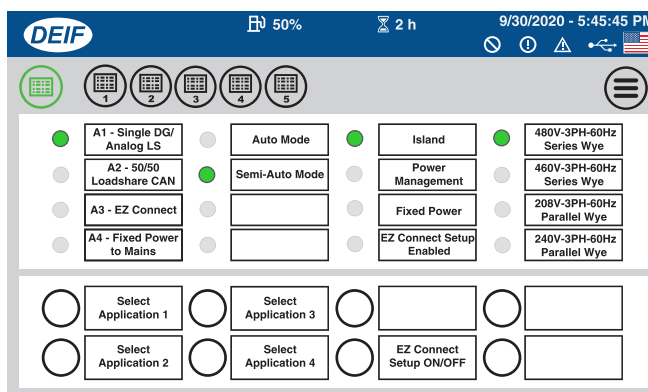 DEIF
50%
2 h
9/30/2020 - 5:45:45 PM
1
2
3
4
5
A1 - Single DG/
Analog LS
Auto Mode
Island
480V-3PH-60Hz
Series Wye
A2 - 50/50
Loadshare CAN
Semi-Auto Mode
Power
Management
460V-3PH-60Hz
Series Wye
A3 - EZ Connect
Fixed Power
208V-3PH-60Hz
Parallel Wye
A4 - Fixed Power
to Mains
EZ Connect Setup
Enabled
240V-3PH-60Hz
Parallel Wye
Select
Application 1
Select
Application 3
Select
Application 2
Select
Application 4
EZ Connect
Setup ON/OFF